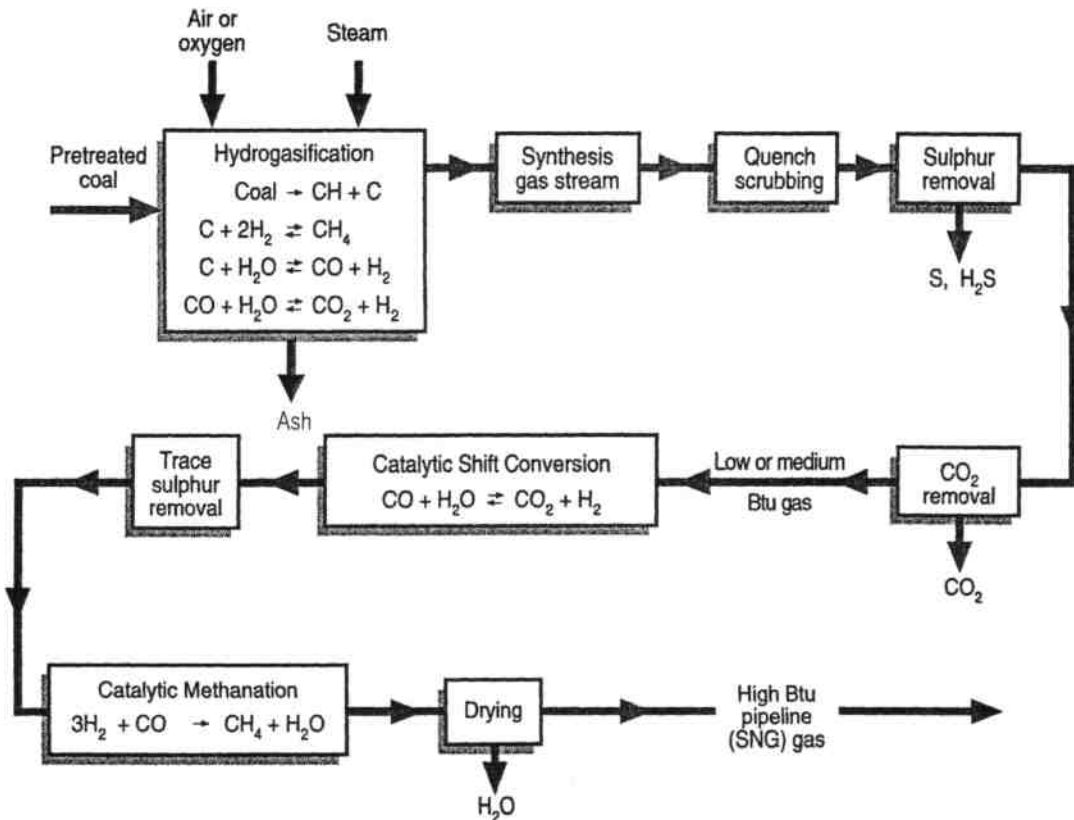 Air or
oxygen
Steam
Pretreated
coal
Hydrogasification
Coal → CH + C
C + 2H₂ ⇄ CH₄
C + H₂O ⇄ CO + H₂
CO + H₂O ⇄ CO₂ + H₂
Synthesis
gas stream
Quench
scrubbing
Sulphur
removal
S, H₂S
Ash
Trace
sulphur
removal
Catalytic Shift Conversion
CO + H₂O ⇄ CO₂ + H₂
Low or medium
Btu gas
CO₂
removal
CO₂
Catalytic Methanation
3H₂ + CO → CH₄ + H₂O
Drying
H₂O
High Btu
pipeline
(SNG) gas